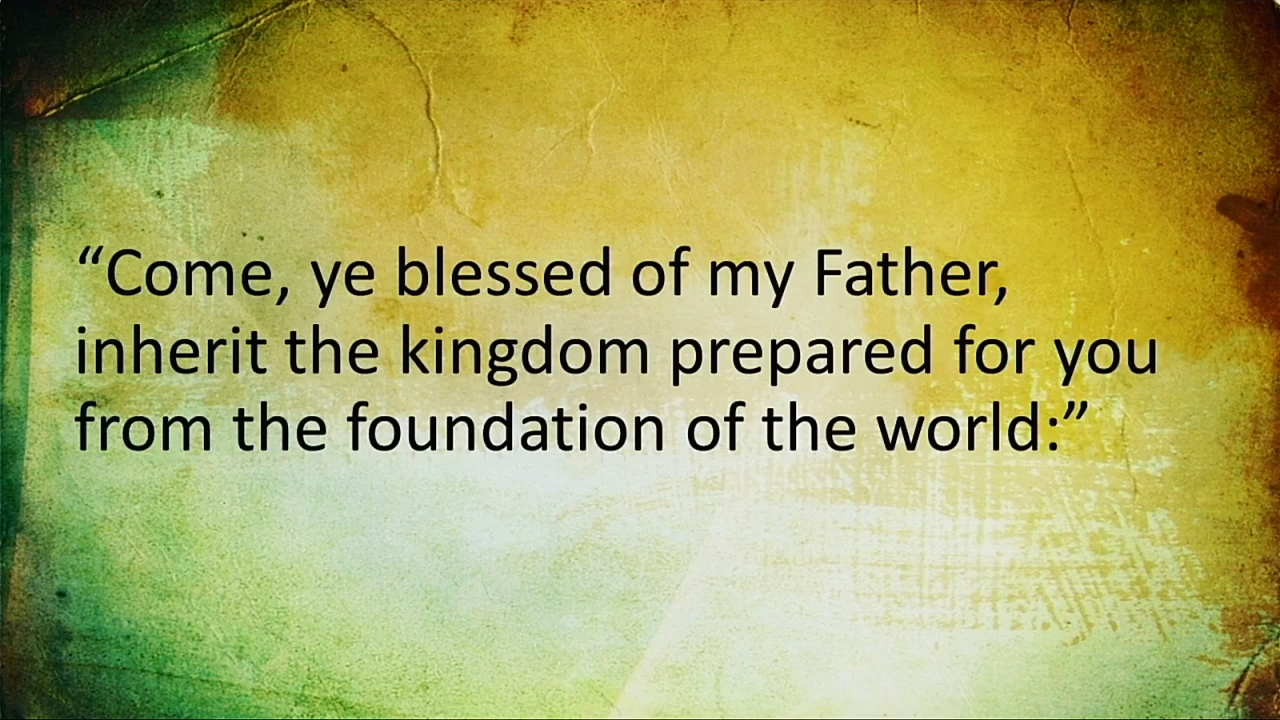 “Come, ye blessed of my Father,
inherit the kingdom prepared for you
from the foundation of the world:”